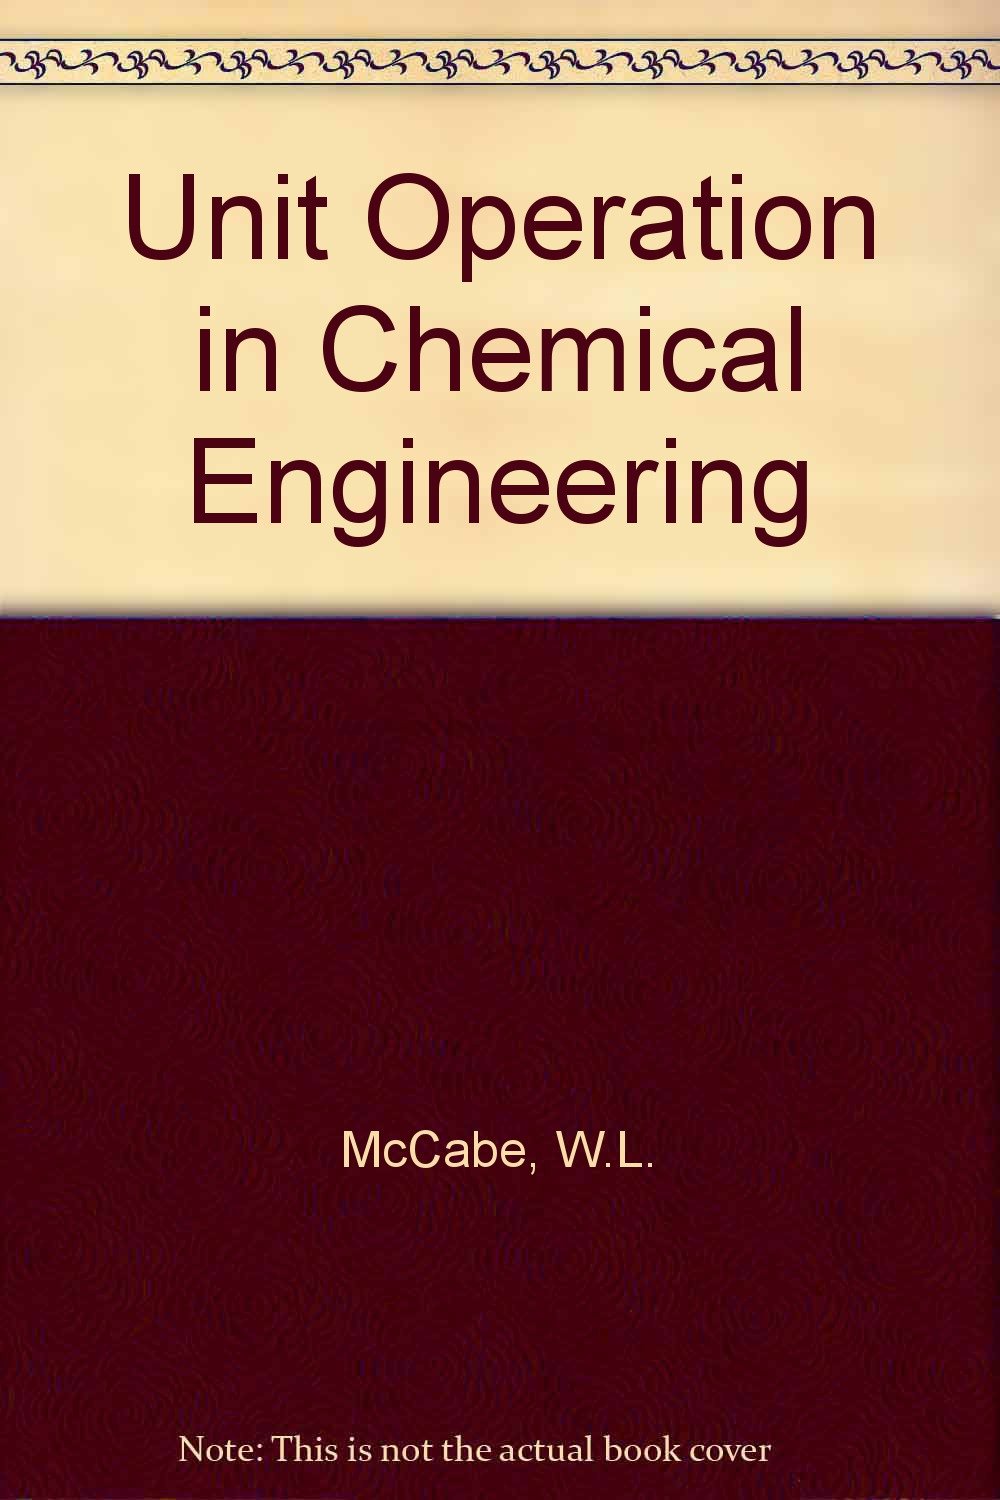 Unit Operation
in Chemical
Engineering
McCabe, W.L.
Note: This is not the actual book cover